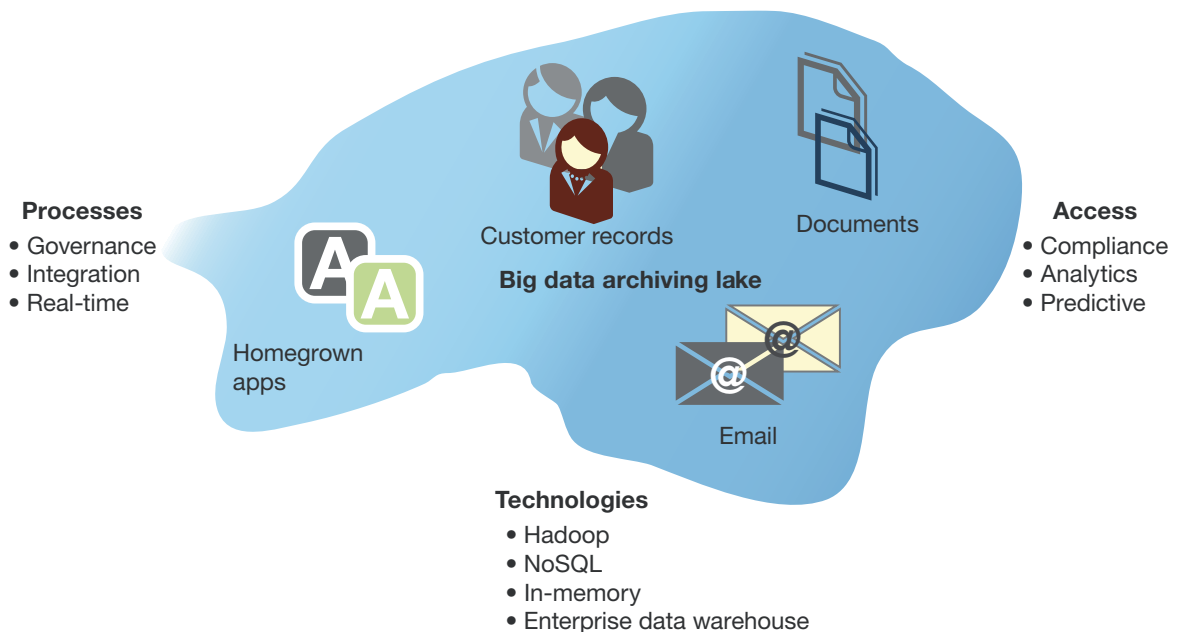 Customer records
Documents
Processes
• Governance
• Integration
• Real-time
A
A
Homegrown
apps
Big data archiving lake
@
@
Email
Access
• Compliance
• Analytics
• Predictive
Technologies
• Hadoop
• NoSQL
• In-memory
• Enterprise data warehouse